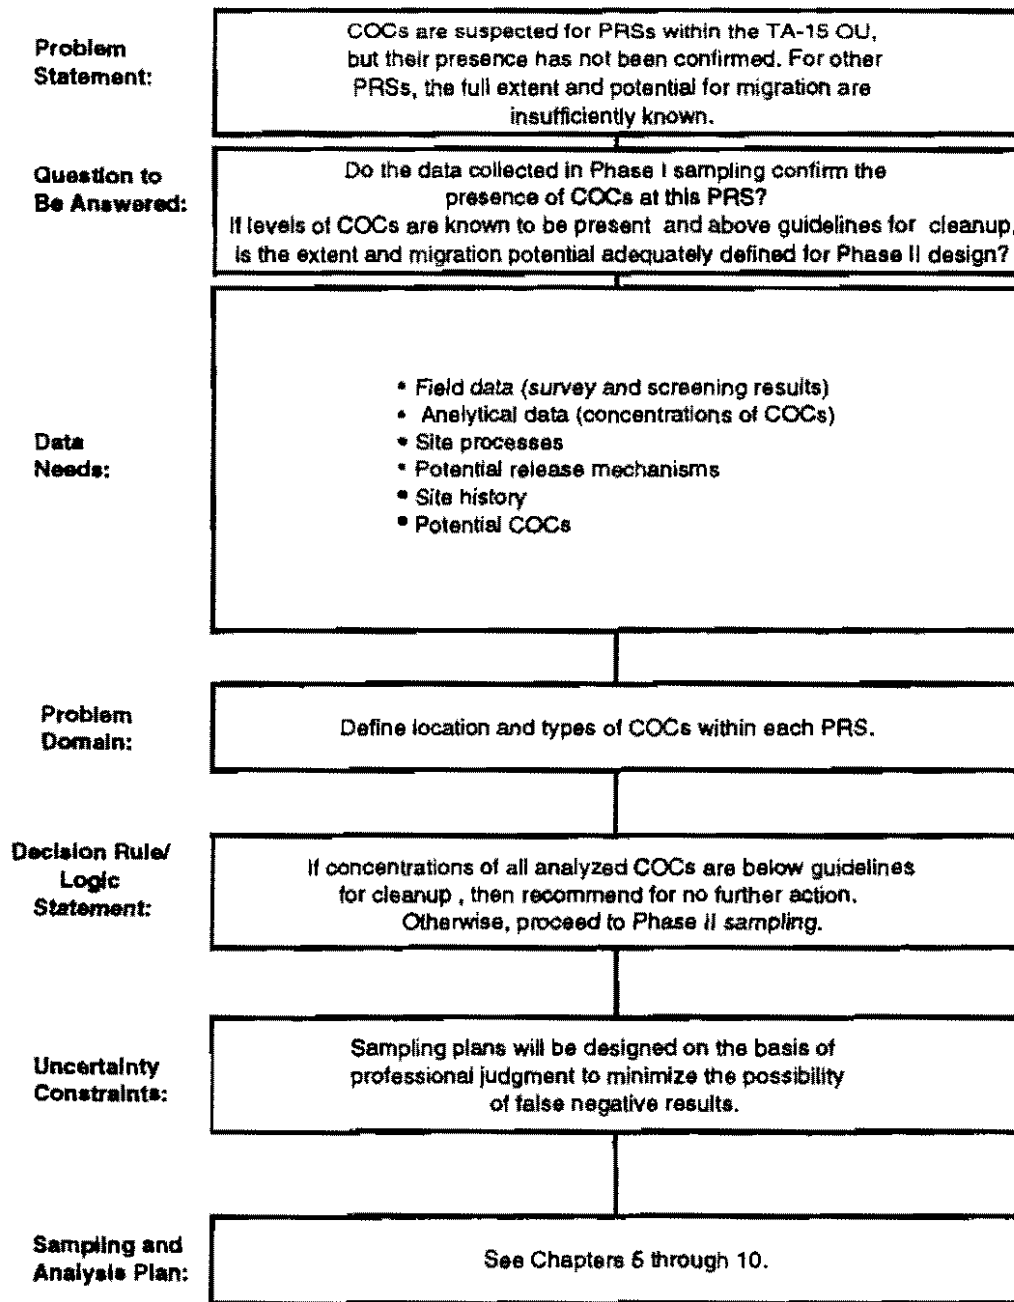 Problem
Statement:
COCs are suspected for PRSs within the TA-15 OU,
but their presence has not been confirmed. For other
PRSs, the full extent and potential for migration are
insufficiently known.
Question to
Be Answered:
Do the data collected in Phase I sampling confirm the
presence of COCs at this PRS?
If levels of COCs are known to be present and above guidelines for cleanup,
is the extent and migration potential adequately defined for Phase II design?
Data
Needs:
• Field data (survey and screening results)
• Analytical data (concentrations of COCs)
• Site processes
• Potential release mechanisms
• Site history
• Potential COCs
Problem
Domain:
Define location and types of COCs within each PRS.
Decision Rule/
Logic
Statement:
If concentrations of all analyzed COCs are below guidelines
for cleanup , then recommend for no further action.
Otherwise, proceed to Phase II sampling.
Uncertainty
Constraints:
Sampling plans will be designed on the basis of
professional judgment to minimize the possibility
of false negative results.
Sampling and
Analysis Plan:
See Chapters 5 through 10.